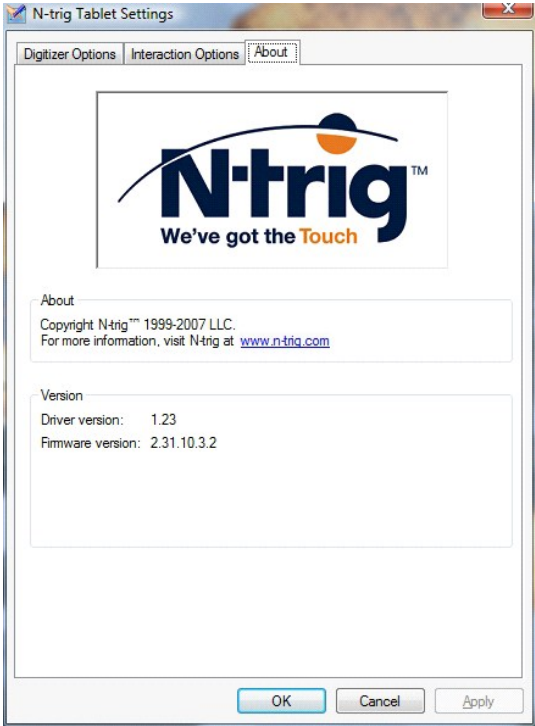 N-trig Tablet Settings
Digitizer Options Interaction Options About
N-trig™
We've got the Touch
About
Copyright N-trig™ 1999-2007 LLC.
For more information, visit N-trig at www.n-trig.com
Version
Driver version: 1.23
Firmware version: 2.31.10.3.2
OK Cancel Apply